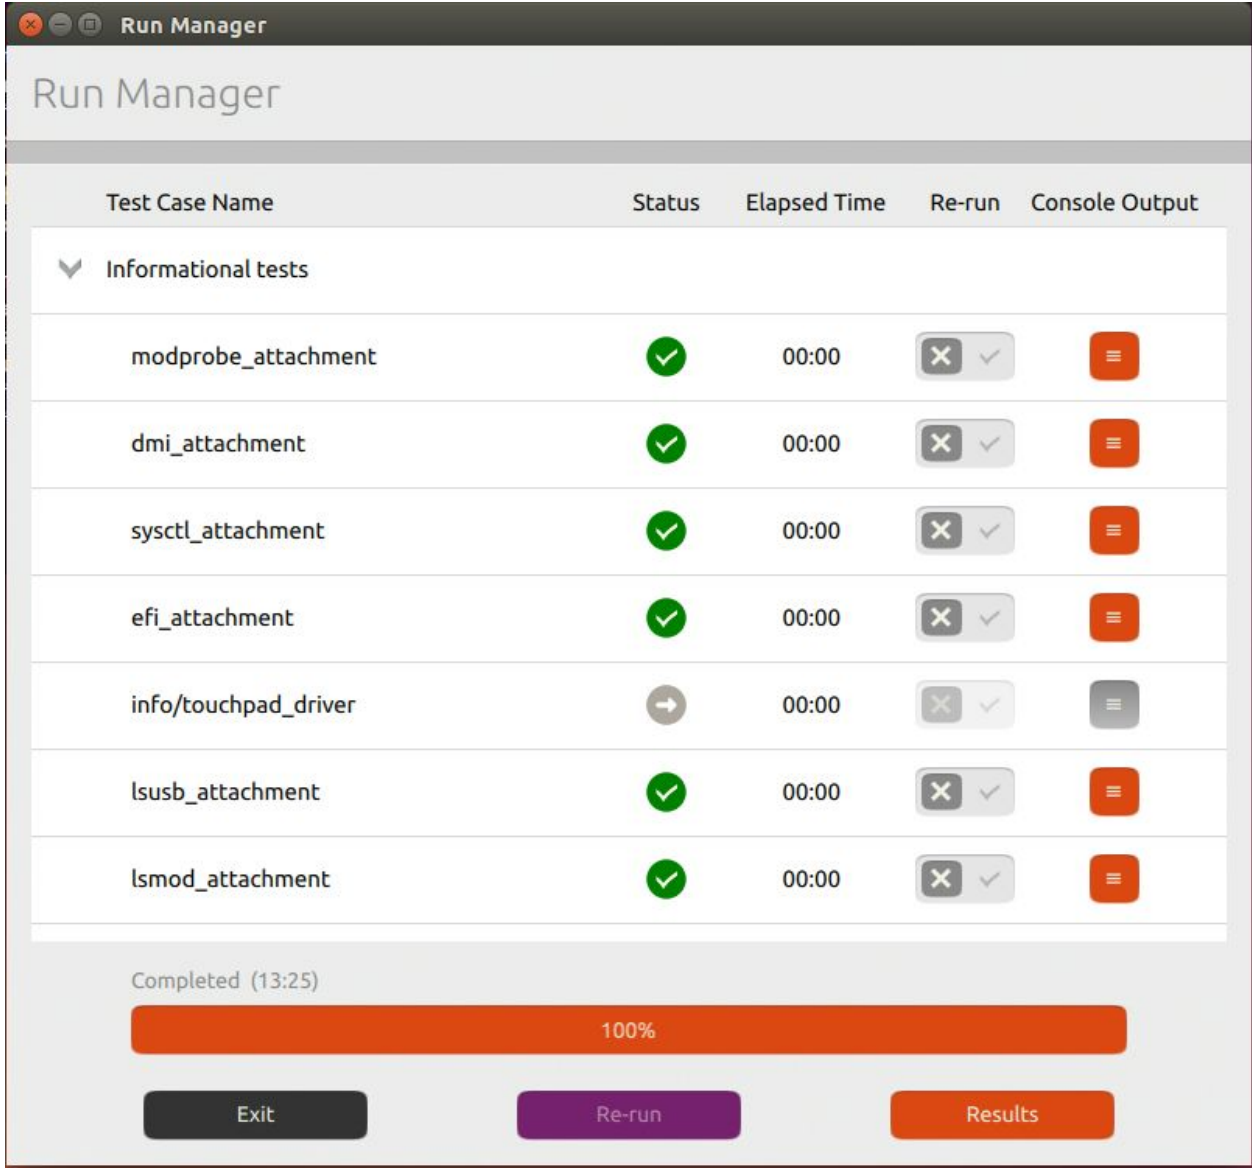 Run Manager
Run Manager
Test Case Name Status Elapsed Time Re-run Console Output
Informational tests
modprobe_attachment 00:00
dmi_attachment 00:00
sysctl_attachment 00:00
efi_attachment 00:00
info/touchpad_driver 00:00
lsusb_attachment 00:00
lsmod_attachment 00:00
Completed (13:25)
100%
Exit Re-run Results